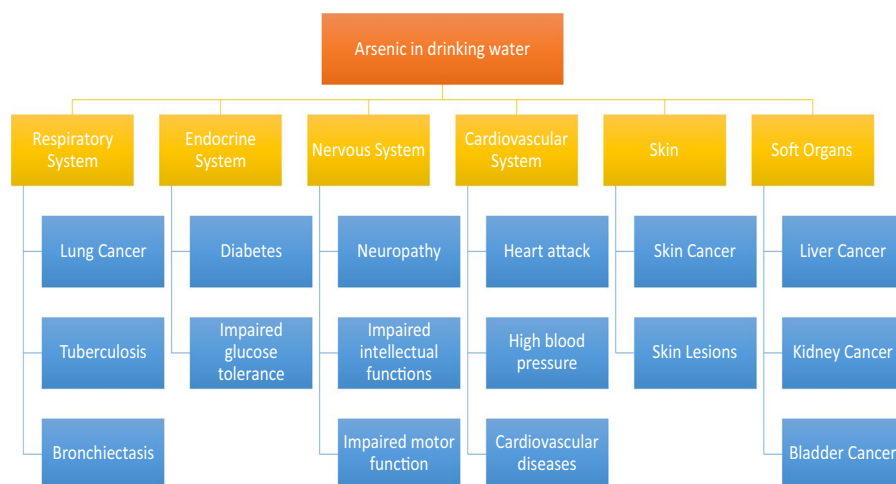 Arsenic in drinking water
Respiratory
System
Endocrine
System
Nervous System
Cardiovascular
System
Skin
Soft Organs
Lung Cancer
Diabetes
Neuropathy
Heart attack
Skin Cancer
Liver Cancer
Tuberculosis
Impaired
glucose
tolerance
Impaired
intellectual
functions
High blood
pressure
Skin Lesions
Kidney Cancer
Bronchiectasis
Impaired motor
function
Cardiovascular
diseases
Bladder Cancer